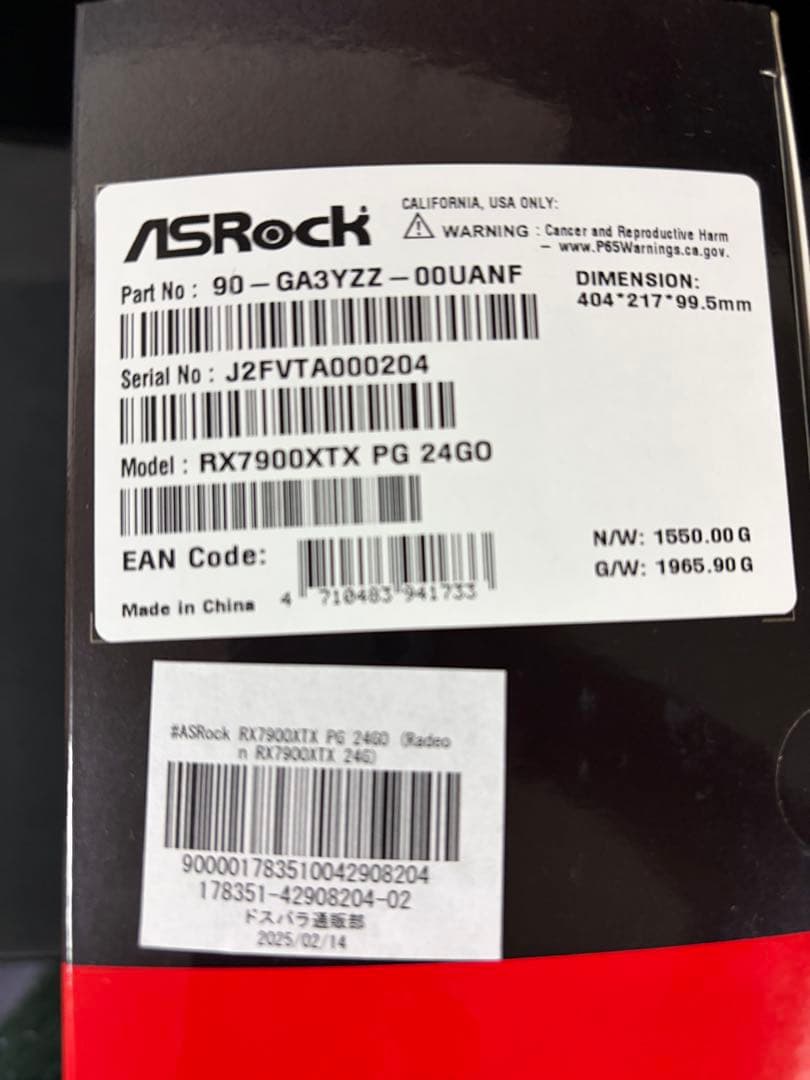 ASRock
CALIFORNIA, USA ONLY:
WARNING : Cancer and Reproductive Harm
– www.P65Warnings.ca.gov.
Part No : 90-GA3YZZ-00UANF
DIMENSION:
404*217*99.5mm
Serial No : J2FVTA000204
Model : RX7900XTX PG 24GO
EAN Code:
4 710483 941733
N/W: 1550.00G
G/W: 1965.90G
Made in China
#ASRock RX7900XTX PG 24GO (Radeo
n RX7900XTX 24G)
900001783510042908204
178351-42908204-02
ドスパラ通販部
2025/02/14